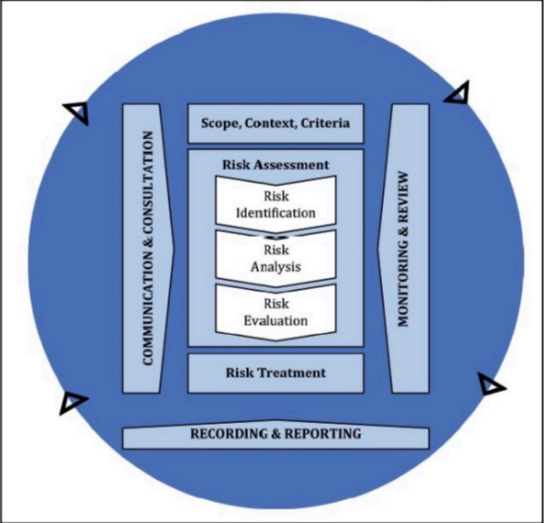 Scope, Context, Criteria
COMMUNICATION & CONSULTATION
Risk Assessment
Risk
Identification
Risk
Analysis
Risk
Evaluation
MONITORING & REVIEW
Risk Treatment
RECORDING & REPORTING